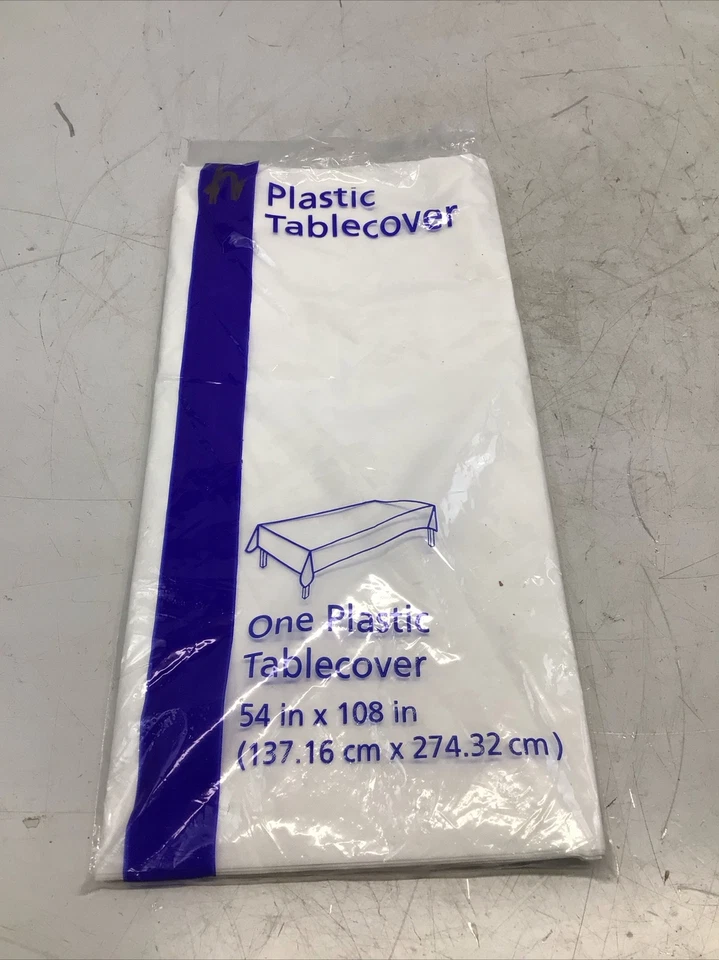 Plastic
Tablecover
One Plastic
Tablecover
54 in x 108 in
(137.16 cm x 274.32 cm)